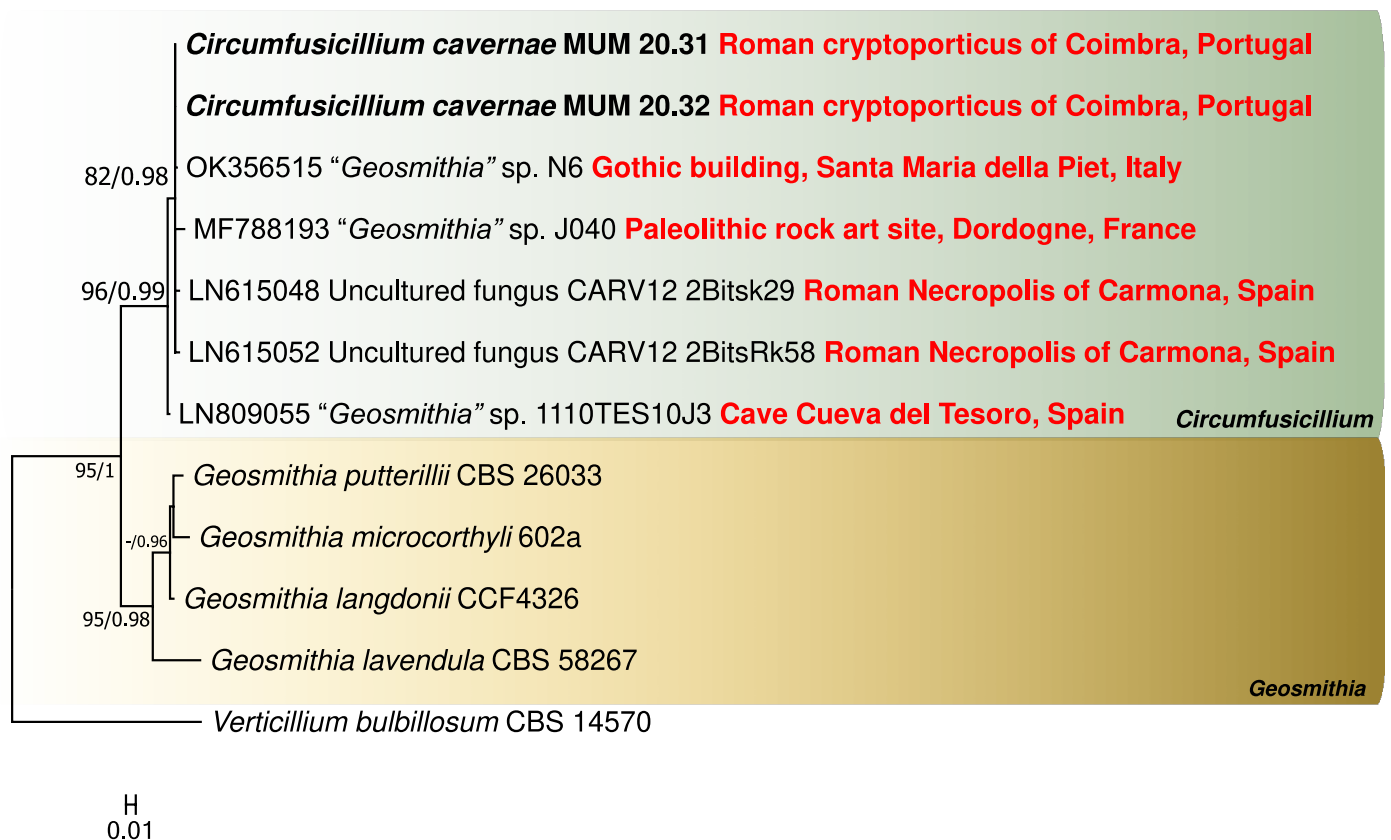 Circumfusicillium cavernae MUM 20.31 Roman cryptoporticus of Coimbra, Portugal
Circumfusicillium cavernae MUM 20.32 Roman cryptoporticus of Coimbra, Portugal
82/0.98
OK356515 “Geosmithia” sp. N6 Gothic building, Santa Maria della Piet, Italy
MF788193 “Geosmithia” sp. J040 Paleolithic rock art site, Dordogne, France
96/0.99
LN615048 Uncultured fungus CARV12 2Bitsk29 Roman Necropolis of Carmona, Spain
LN615052 Uncultured fungus CARV12 2BitsRk58 Roman Necropolis of Carmona, Spain
LN809055 “Geosmithia” sp. 1110TES10J3 Cave Cueva del Tesoro, Spain
Circumfusicillium
95/1
Geosmithia putterillii CBS 26033
-/0.96
Geosmithia microcorthyli 602a
Geosmithia langdonii CCF4326
95/0.98
Geosmithia lavendula CBS 58267
Geosmithia
Verticillium bulbillosum CBS 14570
0.01